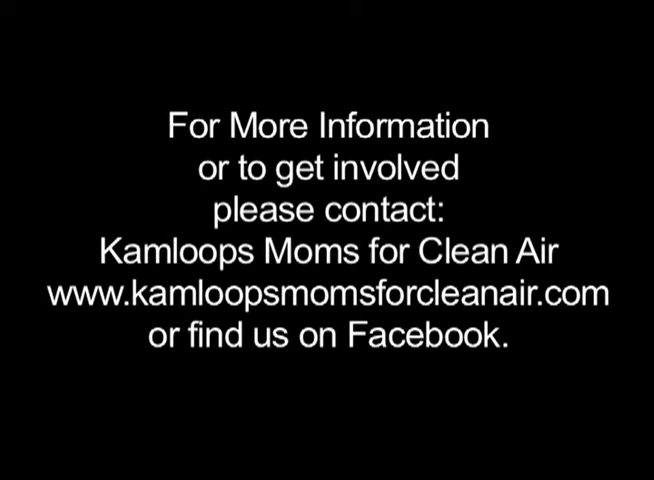 For More Information
or to get involved
please contact:
Kamloops Moms for Clean Air
www.kamloopsmomsforcleanair.com
or find us on Facebook.